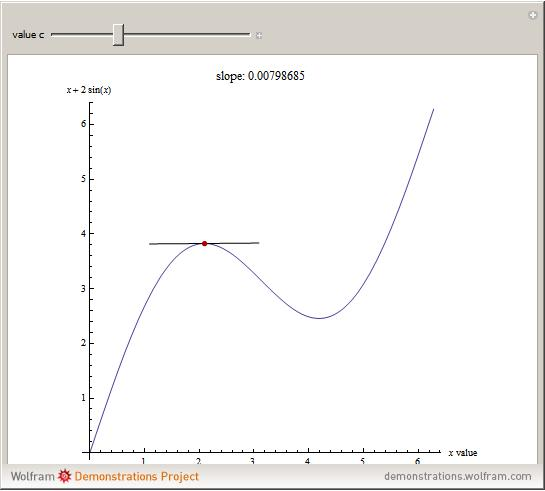 value c
slope: 0.00798685
x + 2 sin(x)
6
5
4
3
2
1
1 2 3 4 5 6
x value
Wolfram Demonstrations Project
demonstrations.wolfram.com